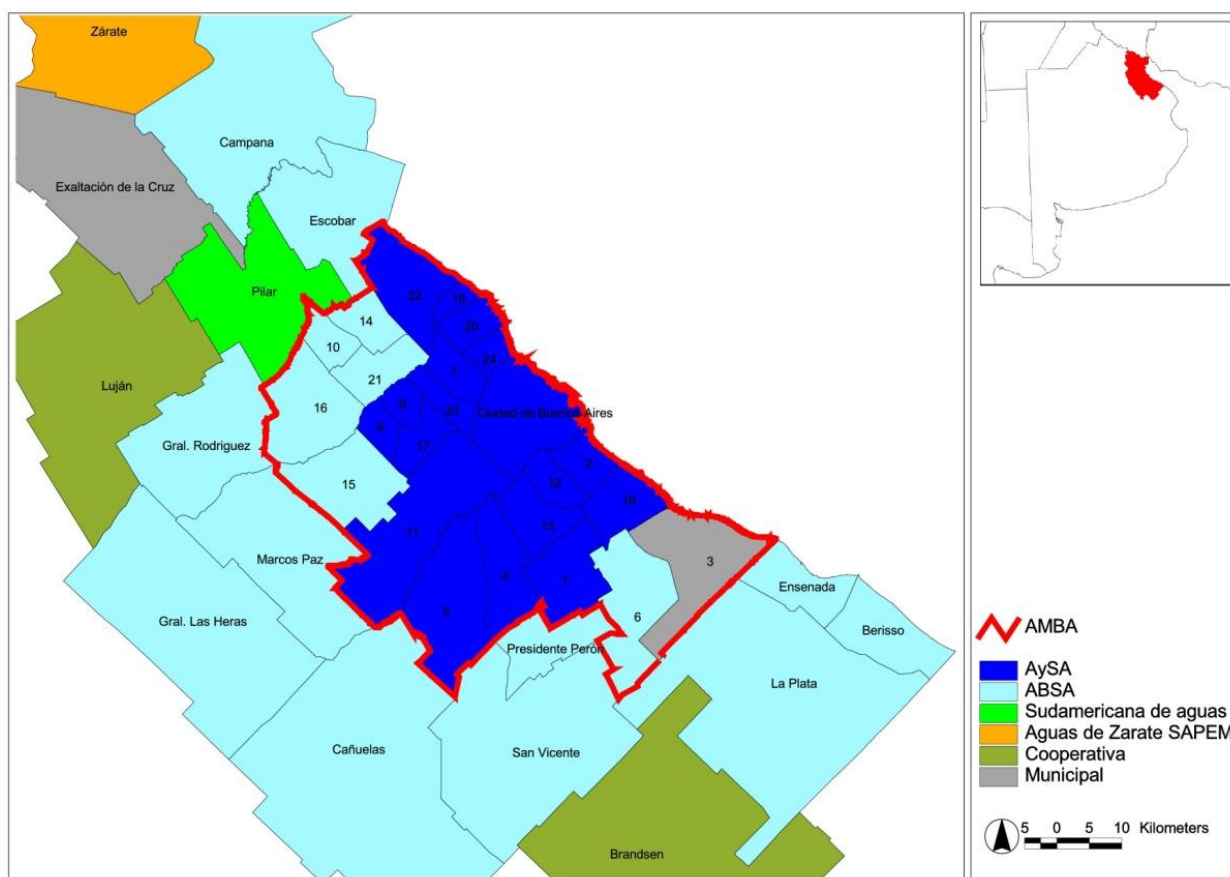 Zárate
Campana
Exaltación de la Cruz
Escobar
Pilar
22
19
14
20
10
24
7
Luján
21
8
23
Ciudad de Buenos Aires
16
9
17
Gral. Rodriguez
2
15
12
18
11
13
Marcos Paz
3
4
1
Ensenada
5
6
Gral. Las Heras
Berisso
Presidente Perón
La Plata
Cañuelas
San Vicente
Brandsen
AMBA
AySA
ABSA
Sudamericana de aguas
Aguas de Zarate SAPEM
Cooperativa
Municipal
5 0 5 10 Kilometers